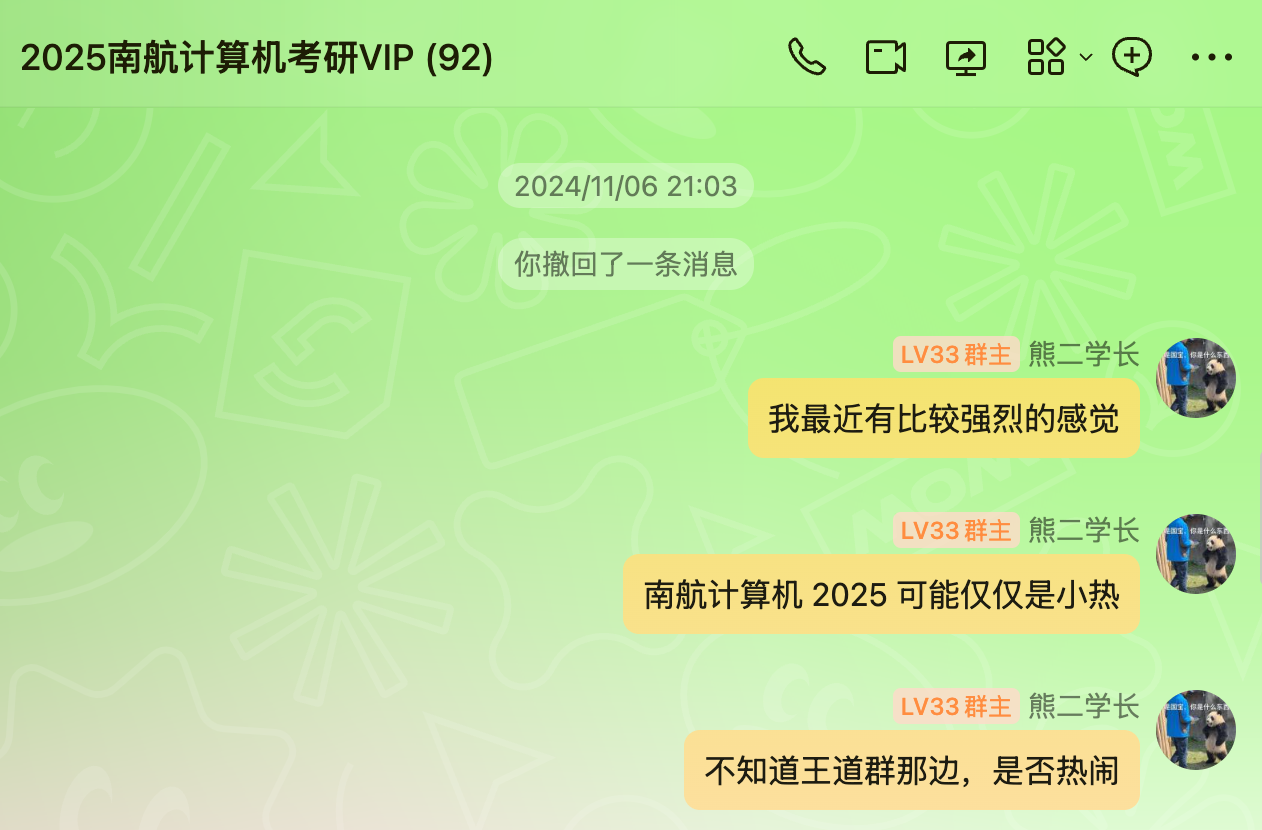 2025南航计算机考研VIP (92)
2024/11/06 21:03
你撤回了一条消息
LV33 群主 熊二学长
我最近有比较强烈的感觉
LV33 群主 熊二学长
南航计算机 2025 可能仅仅是小热
LV33 群主 熊二学长
不知道王道群那边，是否热闹